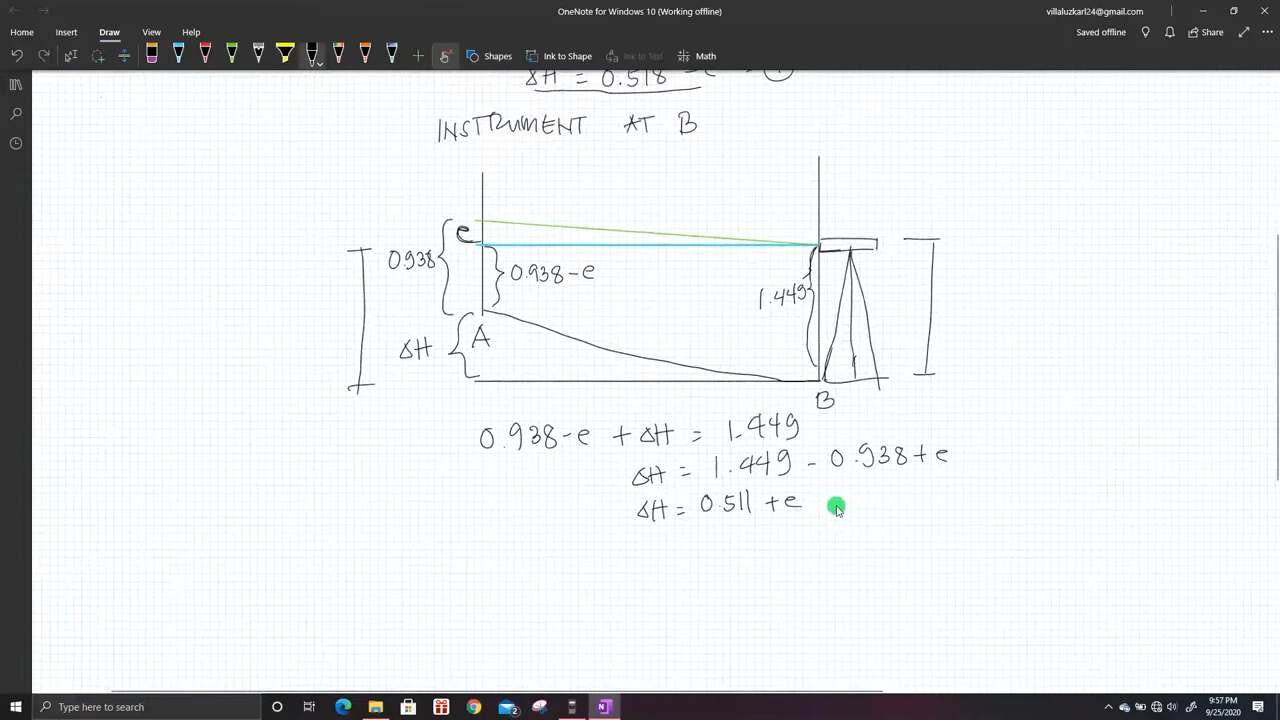 OneNote for Windows 10 (Working offline)
villaluzkarl24@gmail.com
Home Insert Draw View Help
Saved offline
Share
Shapes
Ink to Shape
Ink to Text
Math
ΔH = 0.518 - e - 1
INSTRUMENT AT B
e
0.938
0.938-e
1.449
A
ΔH
B
0.938-e + ΔH = 1.449
ΔH = 1.449 - 0.938+e
ΔH = 0.511 +e
Type here to search
9:57 PM
9/25/2020